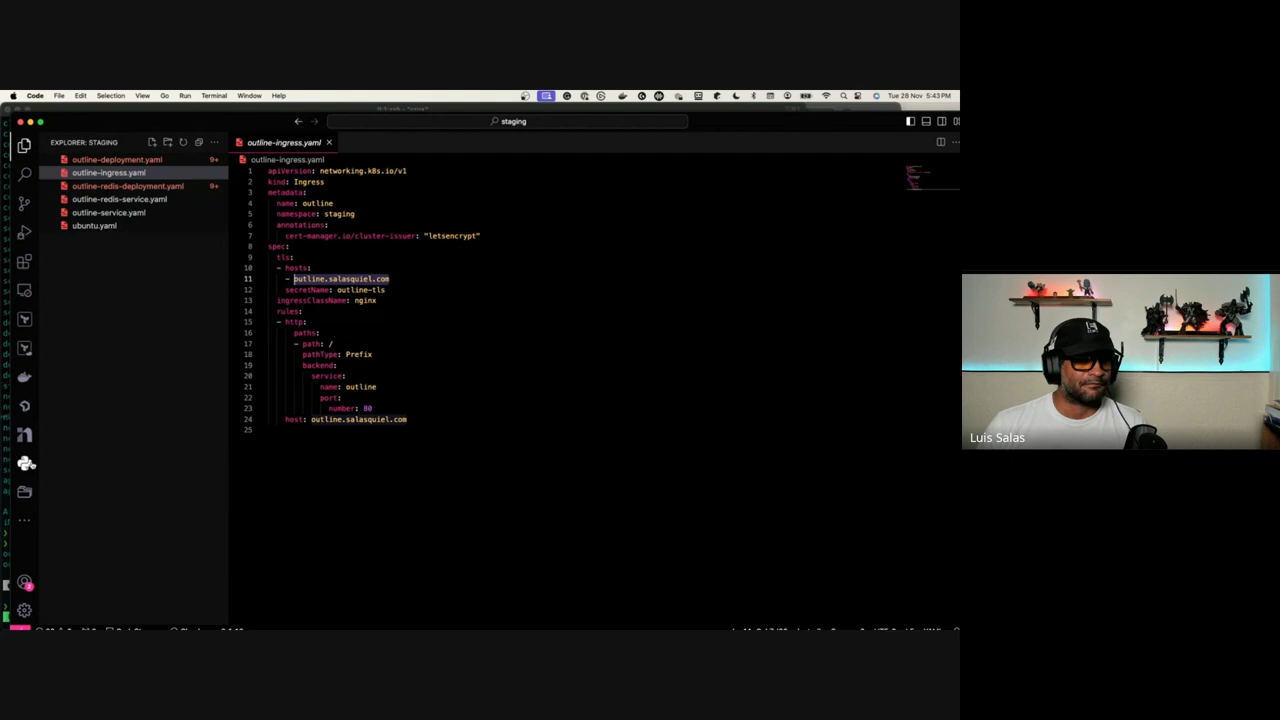 Code File Edit Selection View Go Run Terminal Window Help
Tue 28 Nov 5:43 PM
staging
EXPLORER: STAGING
outline-deployment.yaml 9+
outline-ingress.yaml
outline-redis-deployment.yaml 9+
outline-redis-service.yaml
outline-service.yaml
ubuntu.yaml
outline-ingress.yaml
outline-ingress.yaml
1 apiVersion: networking.k8s.io/v1
2 kind: Ingress
3 metadata:
4 name: outline
5 namespace: staging
6 annotations:
7 cert-manager.io/cluster-issuer: "letsencrypt"
8 spec:
9 tls:
10 - hosts:
11 - outline.salasquiel.com
12 secretName: outline-tls
13 ingressClassName: nginx
14 rules:
15 - http:
16 paths:
17 - path: /
18 pathType: Prefix
19 backend:
20 service:
21 name: outline
22 port:
23 number: 80
24 host: outline.salasquiel.com
25
Luis Salas